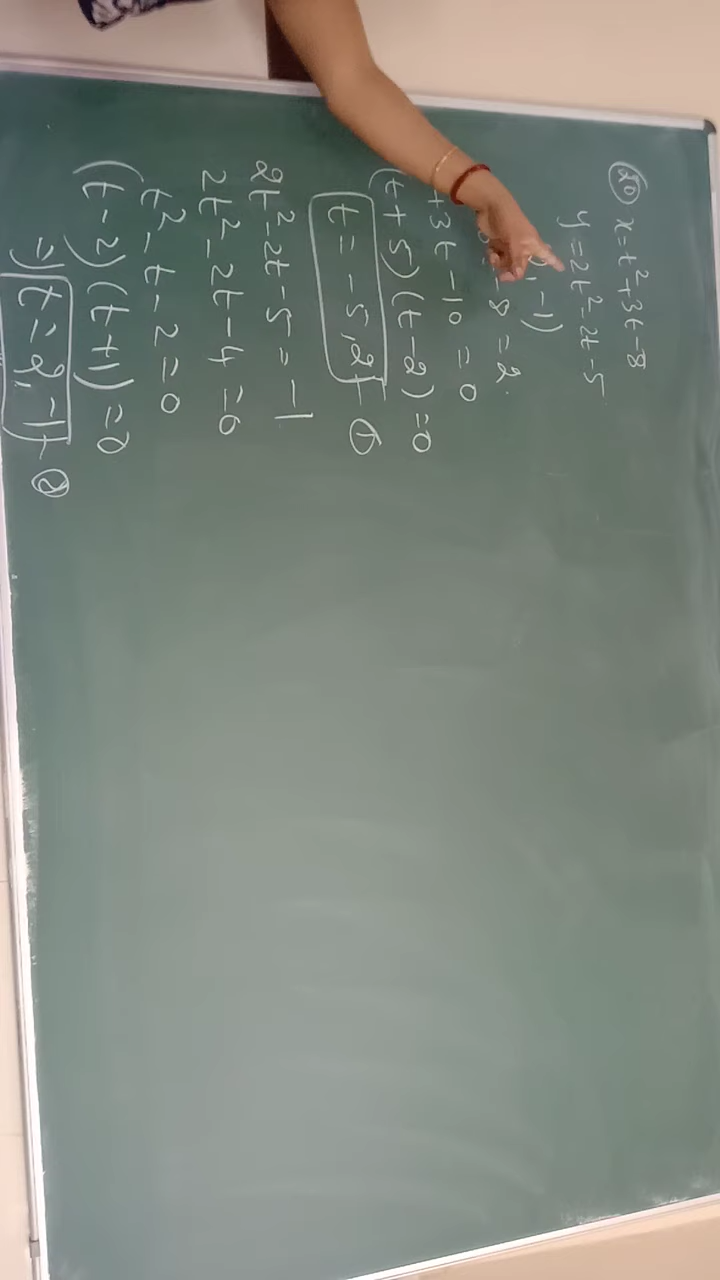 20 x = t² + 3t - 8
y = 2t² - 2t - 5
, -1)
- 8 = 2.
+ 3t - 10 = 0
(t + 5) (t - 2) = 0
t = -5, 2 - ①
2t² - 2t - 5 = -1
2t² - 2t - 4 = 0
t² - t - 2 = 0
(t - 2) (t + 1) = 0
⇒ t = 2, -1 - ②